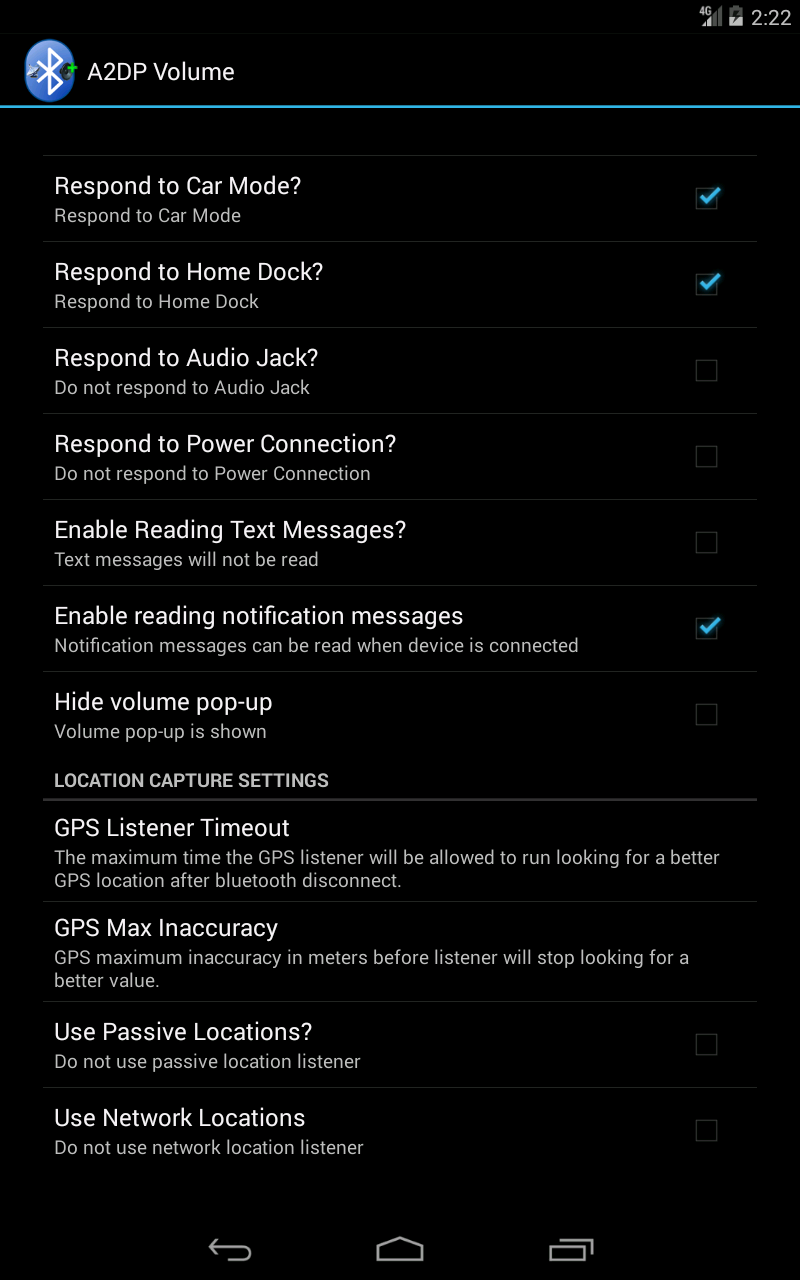 4G 2:22
A2DP Volume
Respond to Car Mode?
Respond to Car Mode
Respond to Home Dock?
Respond to Home Dock
Respond to Audio Jack?
Do not respond to Audio Jack
Respond to Power Connection?
Do not respond to Power Connection
Enable Reading Text Messages?
Text messages will not be read
Enable reading notification messages
Notification messages can be read when device is connected
Hide volume pop-up
Volume pop-up is shown
LOCATION CAPTURE SETTINGS
GPS Listener Timeout
The maximum time the GPS listener will be allowed to run looking for a better
GPS location after bluetooth disconnect.
GPS Max Inaccuracy
GPS maximum inaccuracy in meters before listener will stop looking for a
better value.
Use Passive Locations?
Do not use passive location listener
Use Network Locations
Do not use network location listener